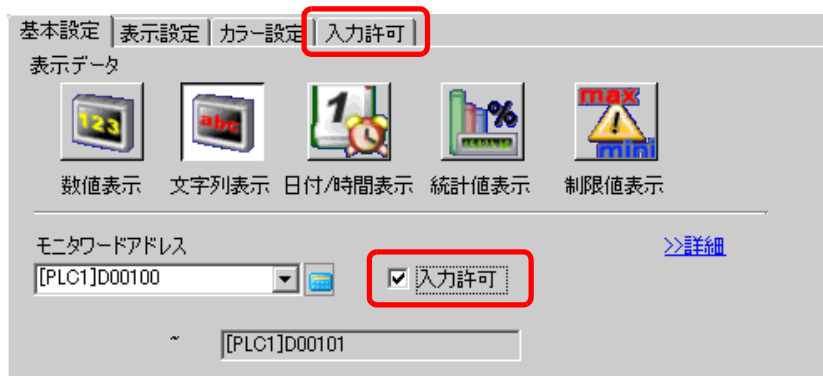 基本設定 表示設定 カラー設定 入力許可
表示データ
123 abc 1 % max mini
数値表示 文字列表示 日付/時間表示 統計値表示 制限値表示
モニタワードアドレス >>詳細
[PLC1]D00100 入力許可
~ [PLC1]D00101